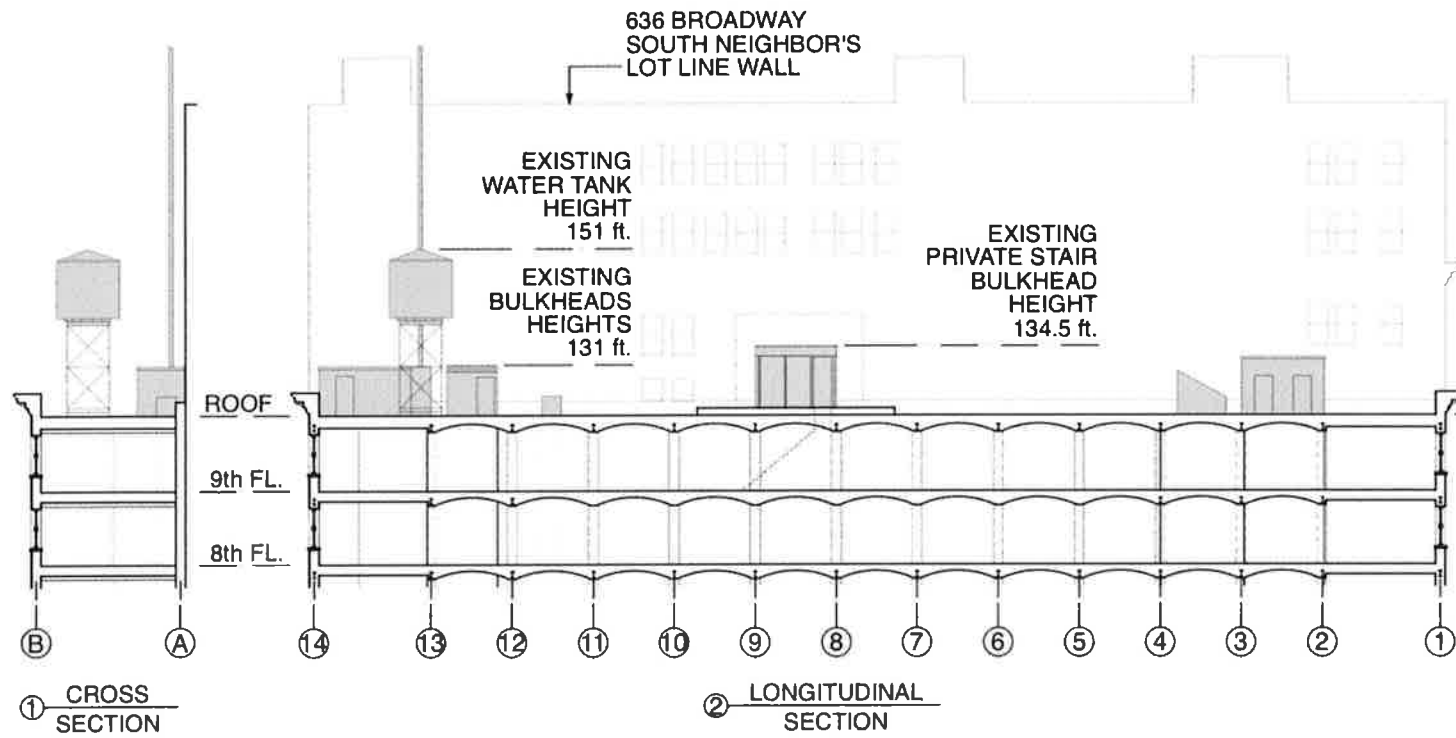 636 BROADWAY
SOUTH NEIGHBOR'S
LOT LINE WALL
EXISTING
WATER TANK
HEIGHT
151 ft.
EXISTING
BULKHEADS
HEIGHTS
131 ft.
EXISTING
PRIVATE STAIR
BULKHEAD
HEIGHT
134.5 ft.
ROOF
9th FL.
8th FL.
B A 14 13 12 11 10 9 8 7 6 5 4 3 2 1
1 CROSS
SECTION
2 LONGITUDINAL
SECTION